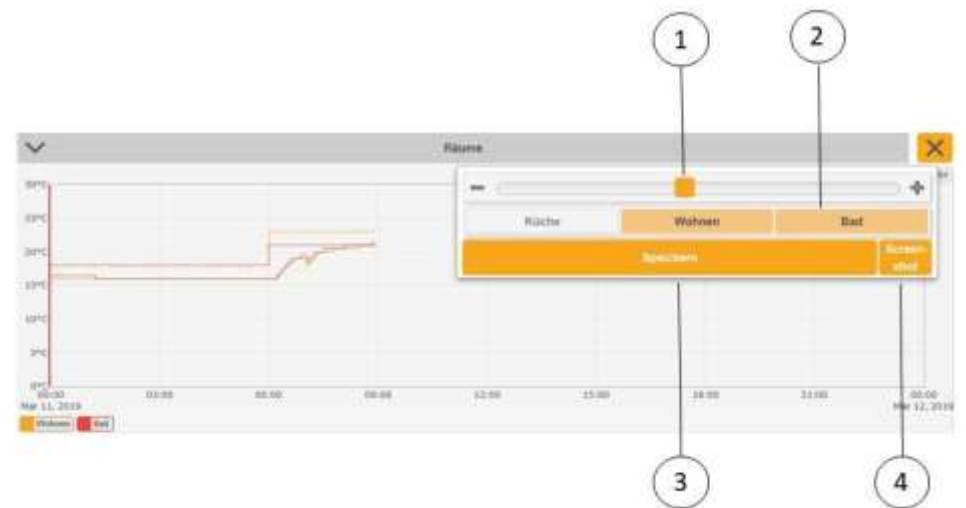 1
2
Räume
30°C
Küche
Wohnen
Bad
25°C
20°C
Speichern
Screen-
shot
15°C
10°C
5°C
0°C
00:00 03:00 06:00 09:00 12:00 15:00 18:00 21:00 00:00
Mar 11, 2019
Mar 12, 2019
Wohnen
Bad
3
4